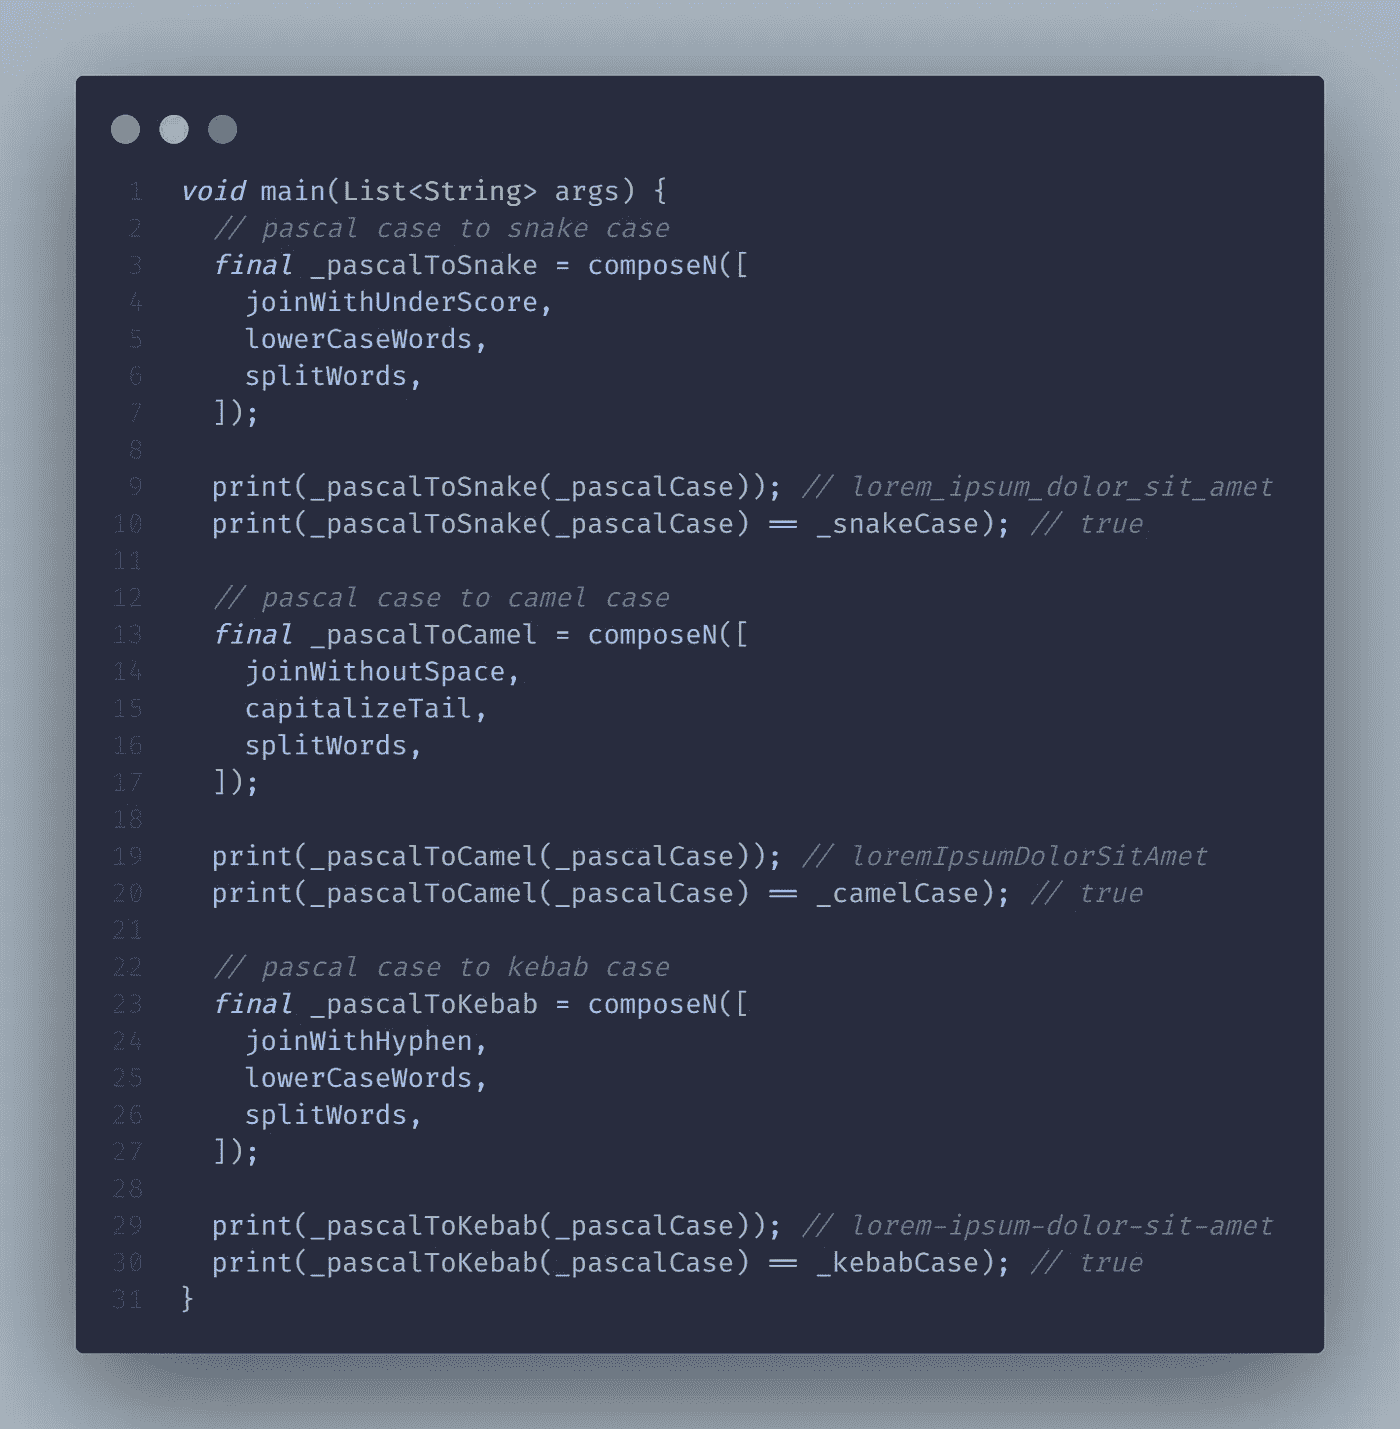 1 void main(List<String> args) {
2 // pascal case to snake case
3 final _pascalToSnake = composeN([
4 joinWithUnderScore,
5 lowerCaseWords,
6 splitWords,
7 ]);
8
9 print(_pascalToSnake(_pascalCase)); // lorem_ipsum_dolor_sit_amet
10 print(_pascalToSnake(_pascalCase) == _snakeCase); // true
11
12 // pascal case to camel case
13 final _pascalToCamel = composeN([
14 joinWithoutSpace,
15 capitalizeTail,
16 splitWords,
17 ]);
18
19 print(_pascalToCamel(_pascalCase)); // loremIpsumDolorSitAmet
20 print(_pascalToCamel(_pascalCase) == _camelCase); // true
21
22 // pascal case to kebab case
23 final _pascalToKebab = composeN([
24 joinWithHyphen,
25 lowerCaseWords,
26 splitWords,
27 ]);
28
29 print(_pascalToKebab(_pascalCase)); // lorem-ipsum-dolor-sit-amet
30 print(_pascalToKebab(_pascalCase) == _kebabCase); // true
31 }